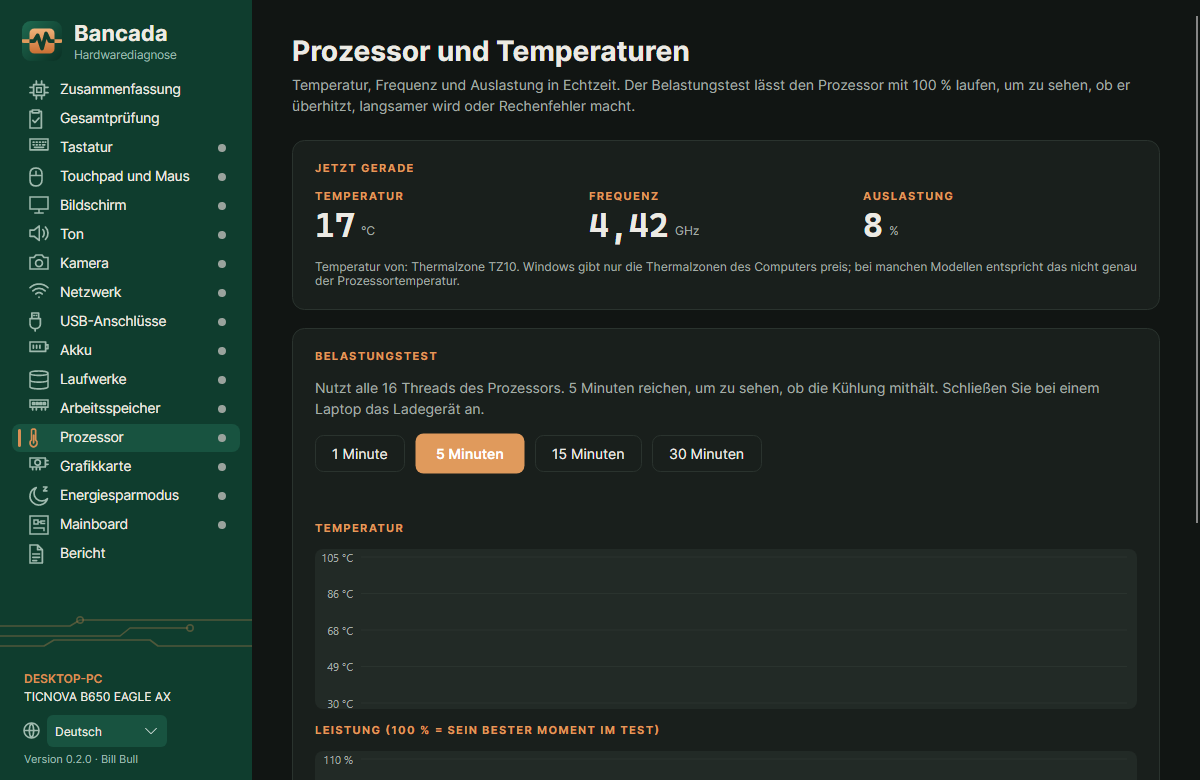 Bancada
Hardwarediagnose
Zusammenfassung
Gesamtprüfung
Tastatur
Touchpad und Maus
Bildschirm
Ton
Kamera
Netzwerk
USB-Anschlüsse
Akku
Laufwerke
Arbeitsspeicher
Prozessor
Grafikkarte
Energiesparmodus
Mainboard
Bericht
DESKTOP-PC
TICNOVA B650 EAGLE AX
Deutsch
Version 0.2.0 · Bill Bull
Prozessor und Temperaturen
Temperatur, Frequenz und Auslastung in Echtzeit. Der Belastungstest lässt den Prozessor mit 100 % laufen, um zu sehen, ob er
überhitzt, langsamer wird oder Rechenfehler macht.
JETZT GERADE
TEMPERATUR FREQUENZ AUSLASTUNG
17 °C 4,42 GHz 8 %
Temperatur von: Thermalzone TZ10. Windows gibt nur die Thermalzonen des Computers preis; bei manchen Modellen entspricht das nicht genau
der Prozessortemperatur.
BELASTUNGSTEST
Nutzt alle 16 Threads des Prozessors. 5 Minuten reichen, um zu sehen, ob die Kühlung mithält. Schließen Sie bei einem
Laptop das Ladegerät an.
1 Minute 5 Minuten 15 Minuten 30 Minuten
TEMPERATUR
105 °C
86 °C
68 °C
49 °C
30 °C
LEISTUNG (100 % = SEIN BESTER MOMENT IM TEST)
110 %